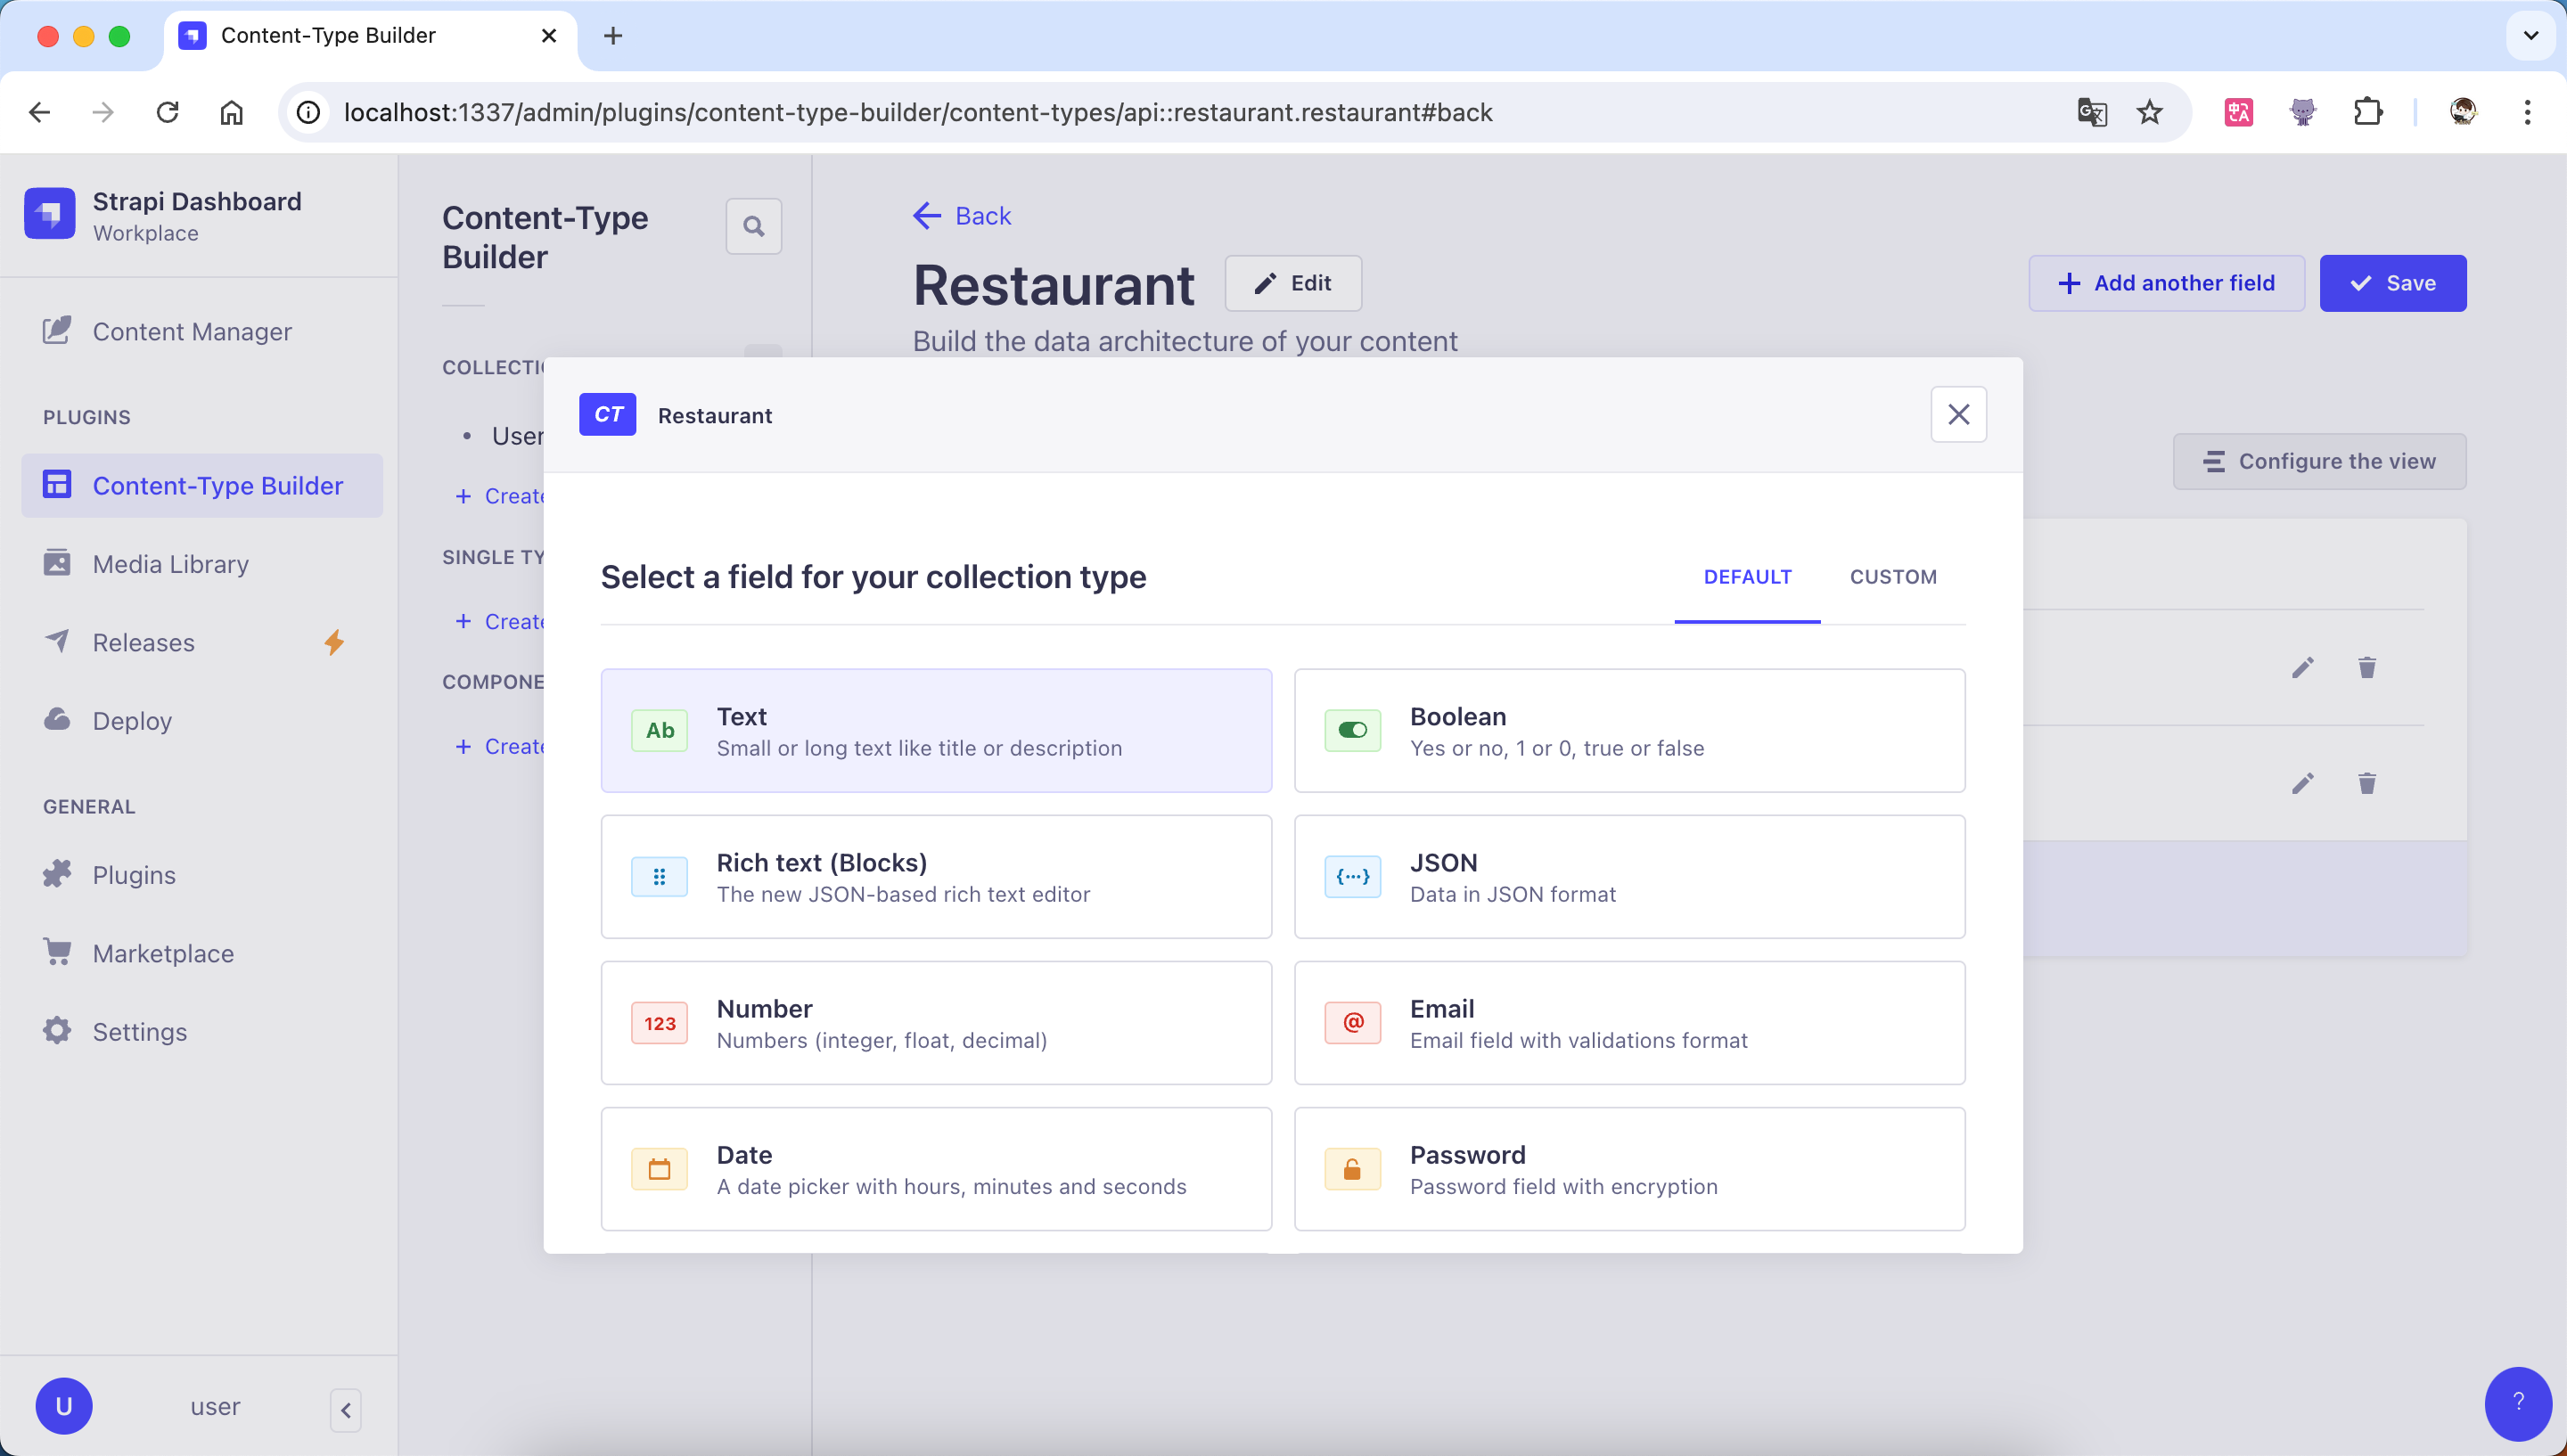 Content-Type Builder
localhost:1337/admin/plugins/content-type-builder/content-types/api::restaurant.restaurant#back
Strapi Dashboard
Workplace
Content Manager
PLUGINS
Content-Type Builder
Media Library
Releases
Deploy
GENERAL
Plugins
Marketplace
Settings
U
user
Content-Type
Builder
COLLECTI
User
+ Create
SINGLE TY
+ Create
COMPONE
+ Create
Back
Restaurant
Edit
Build the data architecture of your content
+ Add another field
Save
Configure the view
CT
Restaurant
Select a field for your collection type
DEFAULT
CUSTOM
Ab
Text
Small or long text like title or description
Boolean
Yes or no, 1 or 0, true or false
Rich text (Blocks)
The new JSON-based rich text editor
{···}
JSON
Data in JSON format
123
Number
Numbers (integer, float, decimal)
@
Email
Email field with validations format
Date
A date picker with hours, minutes and seconds
Password
Password field with encryption
?